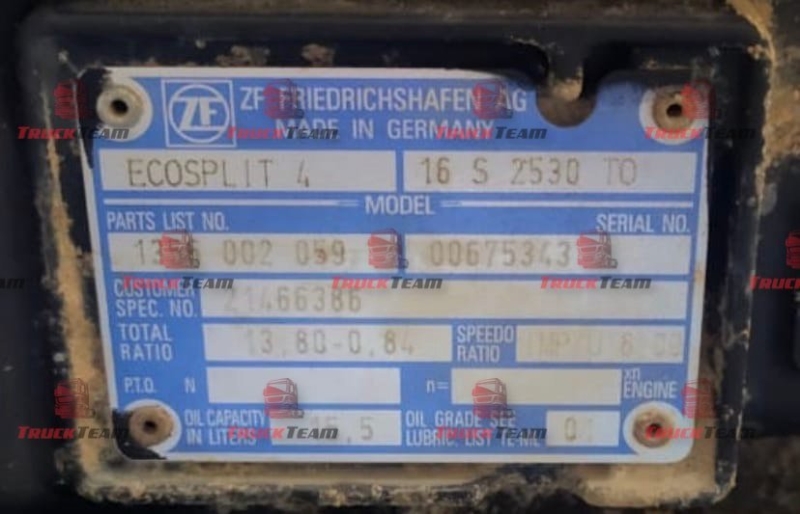 ZF
ZF FRIEDRICHSHAFEN AG
MADE IN GERMANY
ECOSPLIT 4 16 S 2530 TO
MODEL
PARTS LIST NO. SERIAL NO.
002 059 00675343
CUSTOMER SPEC. NO. 21466386
TOTAL RATIO 13,80-0,84 SPEEDO RATIO
P.T.O. N n= xn ENGINE
OIL CAPACITY IN LITERS OIL GRADE SEE LUBRIC. LIST TE-ML
TRUCKTEAM